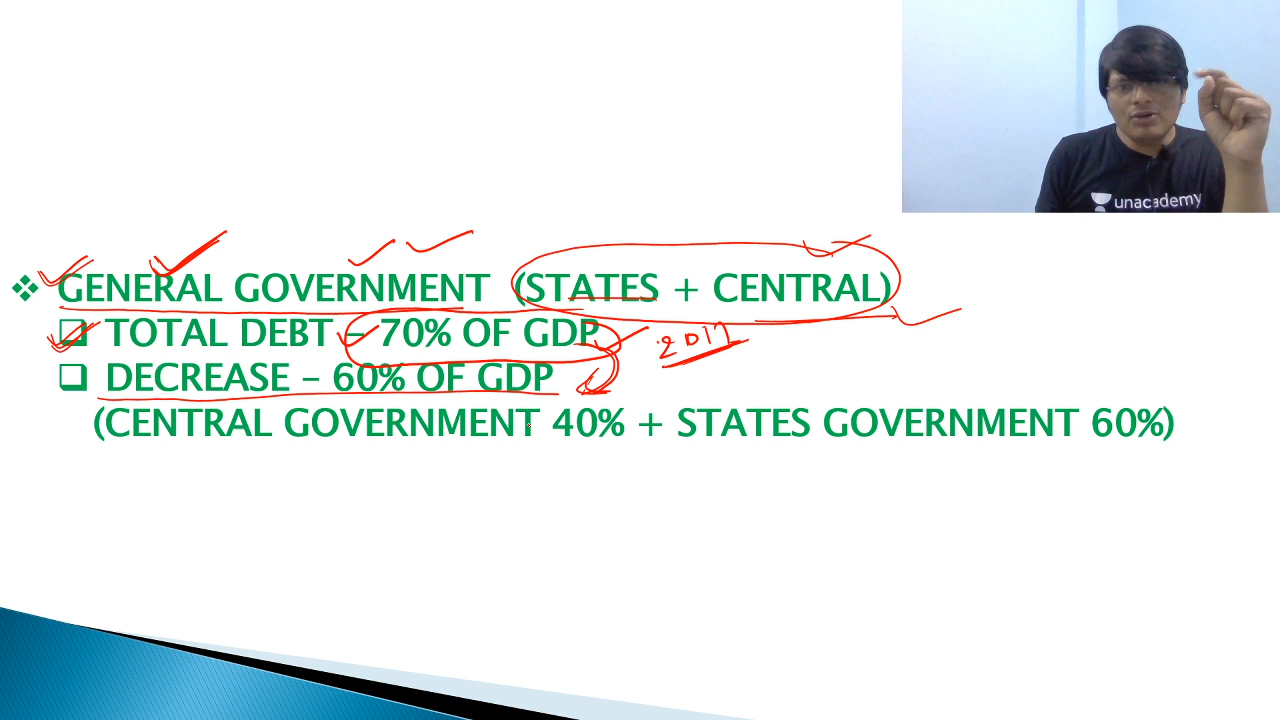 unacademy
❖ GENERAL GOVERNMENT (STATES + CENTRAL)
❑ TOTAL DEBT – 70% OF GDP 2017
❑ DECREASE – 60% OF GDP
(CENTRAL GOVERNMENT 40% + STATES GOVERNMENT 60%)